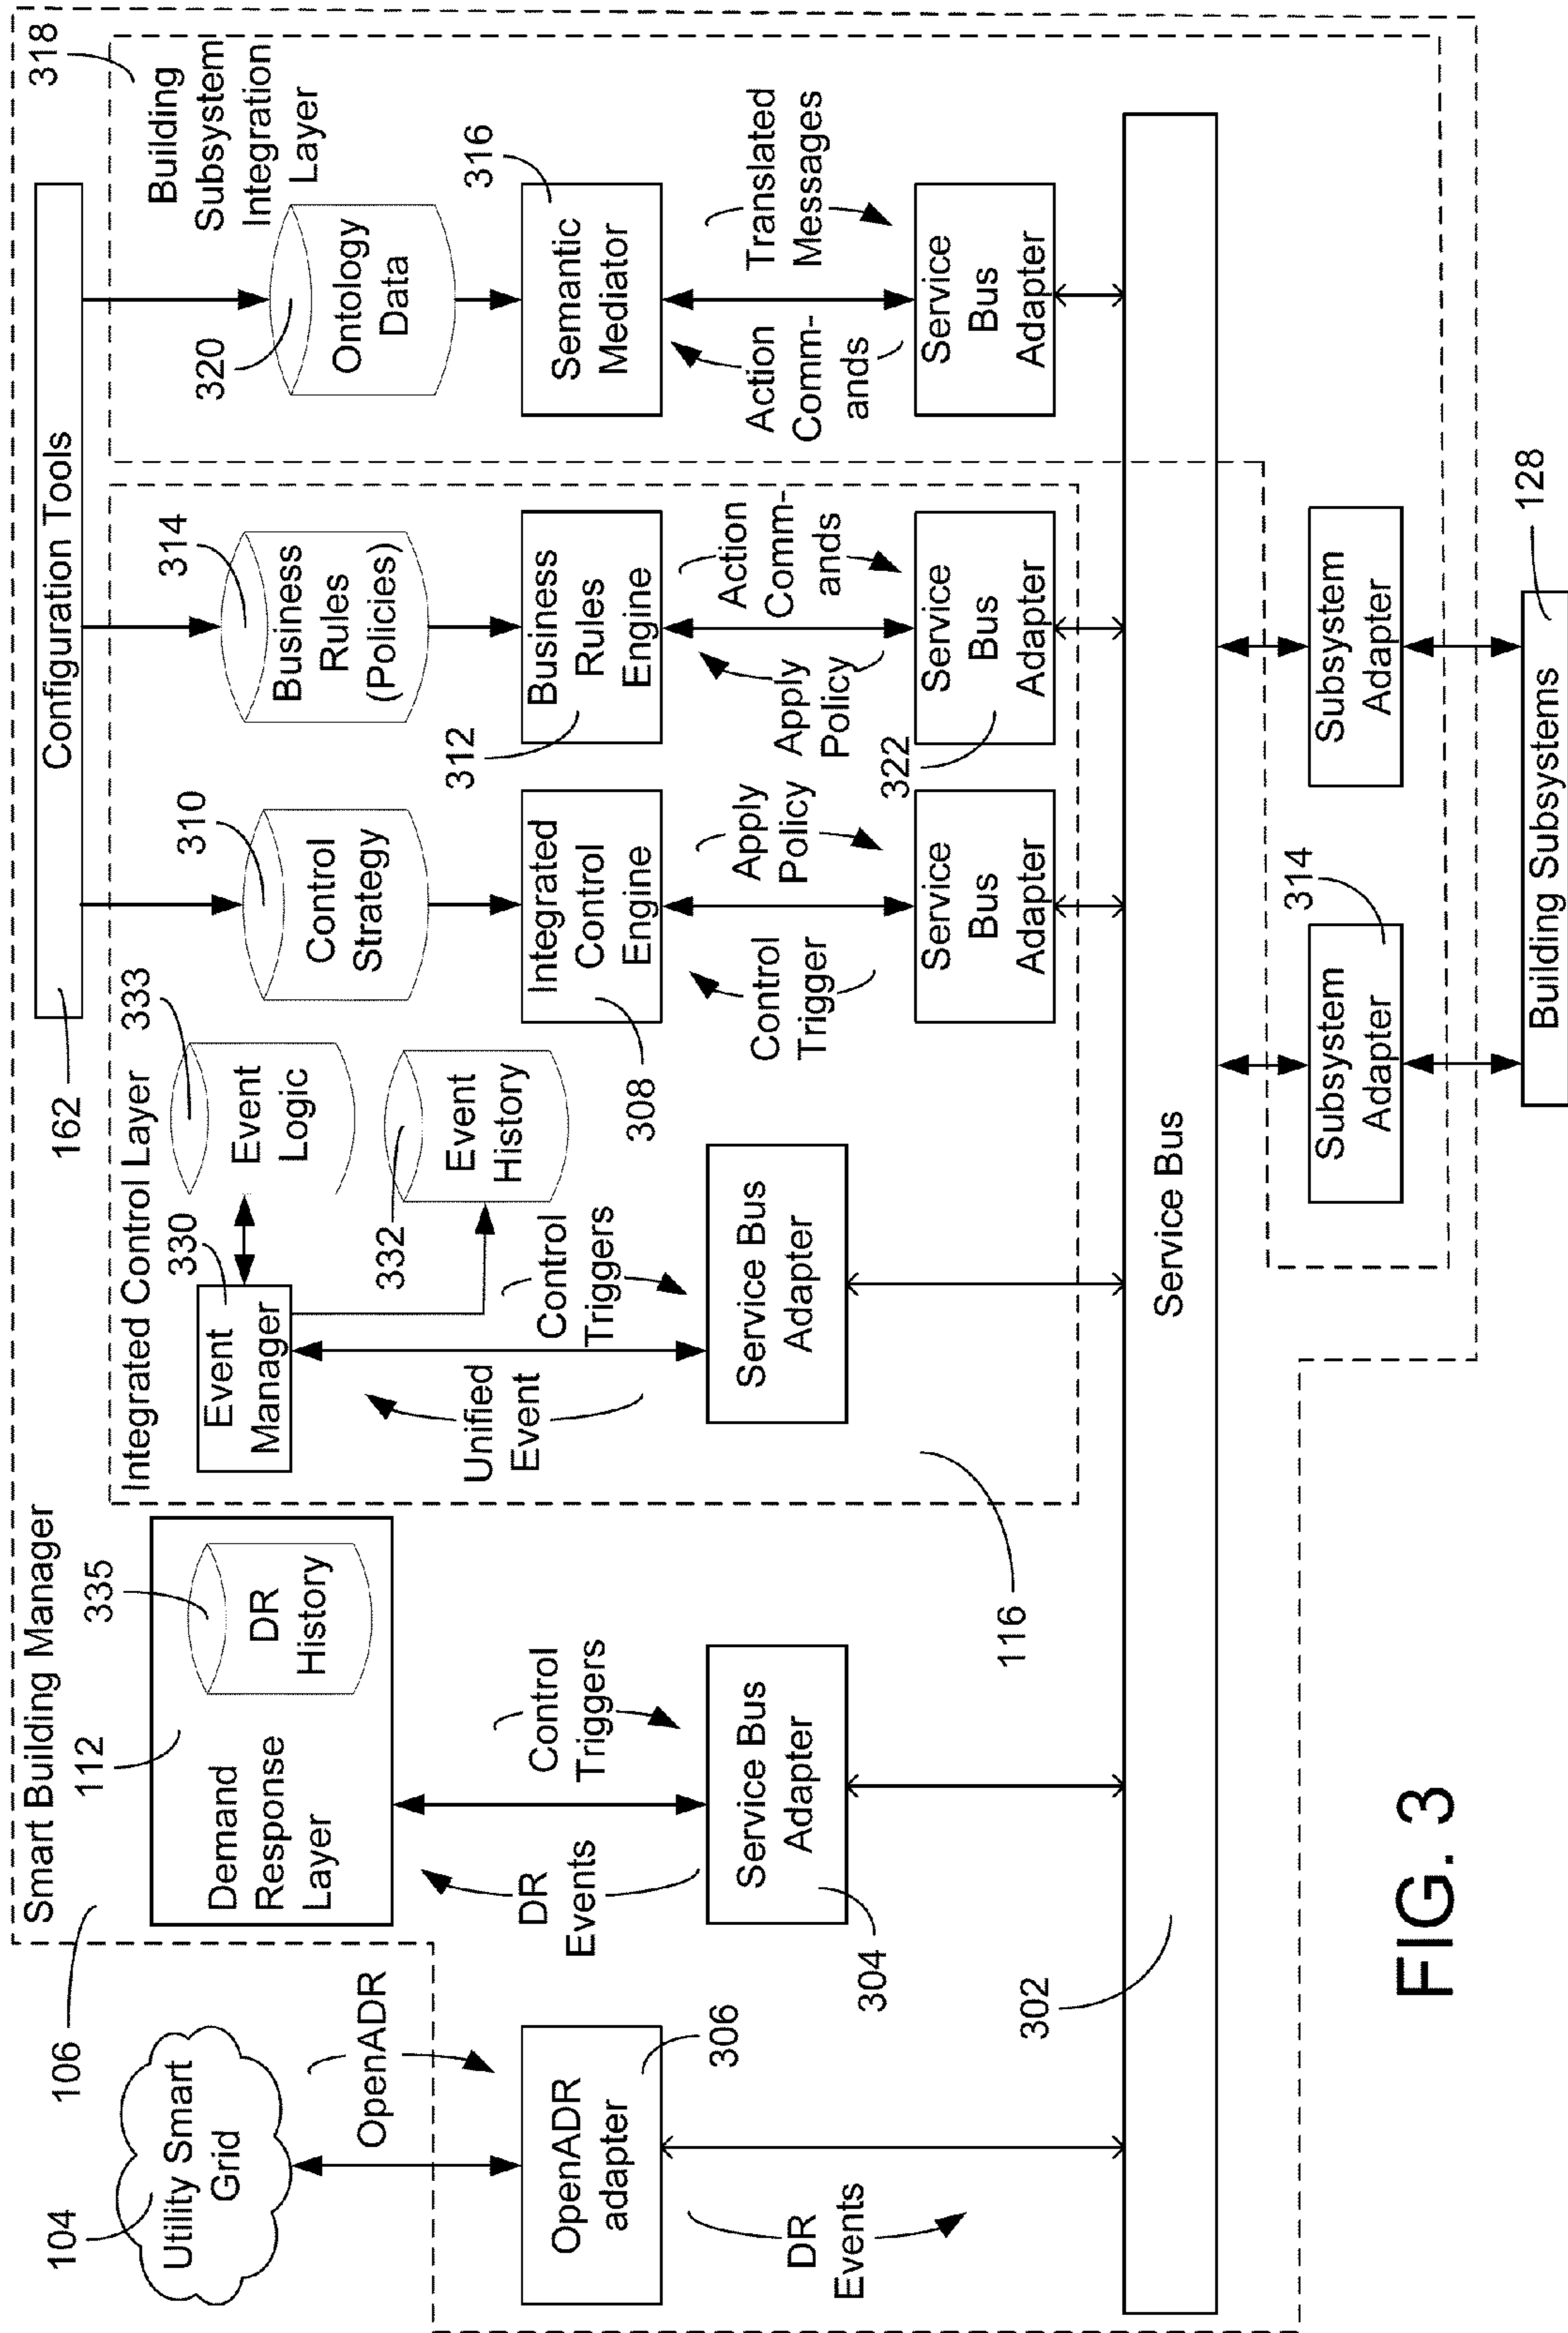 Smart Building Manager
106
104
Utility Smart
Grid
OpenADR
OpenADR
adapter
306
DR
Events
112
335
Demand
Response
Layer
DR
History
DR
Events
Control
Triggers
Service Bus
Adapter
304
162
Configuration Tools
Integrated Control Layer
333
330
Event
Manager
Event
Logic
332
Event
History
Unified
Event
Control
Triggers
Service Bus
Adapter
116
310
Control
Strategy
Integrated
Control
Engine
308
Control
Trigger
Apply
Policy
Service
Bus
Adapter
314
Business
Rules
(Policies)
312
Business
Rules
Engine
Apply
Policy
Action
Comm-
ands
322
Service
Bus
Adapter
318
Building
Subsystem
Integration
Layer
320
Ontology
Data
316
Semantic
Mediator
Action
Comm-
ands
Translated
Messages
Service
Bus
Adapter
302
Service Bus
Subsystem
Adapter
314
Subsystem
Adapter
Building Subsystems
128
FIG. 3